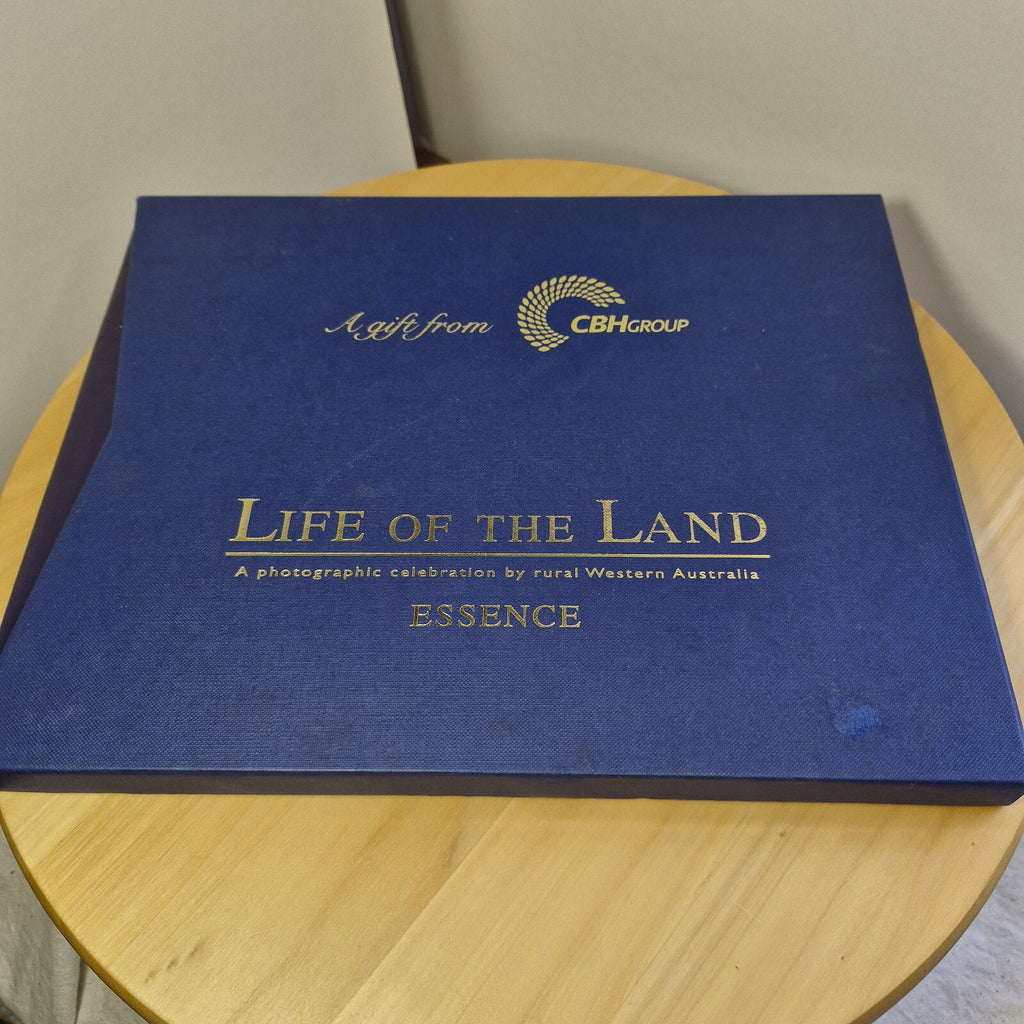 A gift from CBHGROUP
LIFE OF THE LAND
A photographic celebration by rural Western Australia
ESSENCE